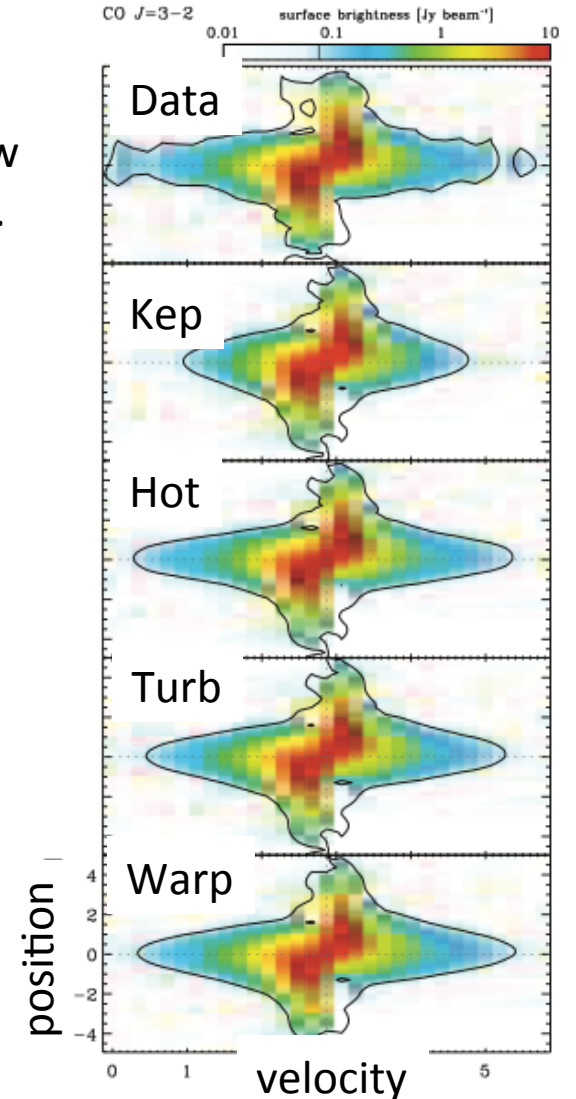 CO J=3−2
surface brightness [Jy beam⁻¹]
0.01 0.1 1 10
w
.
Data
Kep
Hot
Turb
Warp
position
4
2
0
−2
−4
0 1 5
velocity